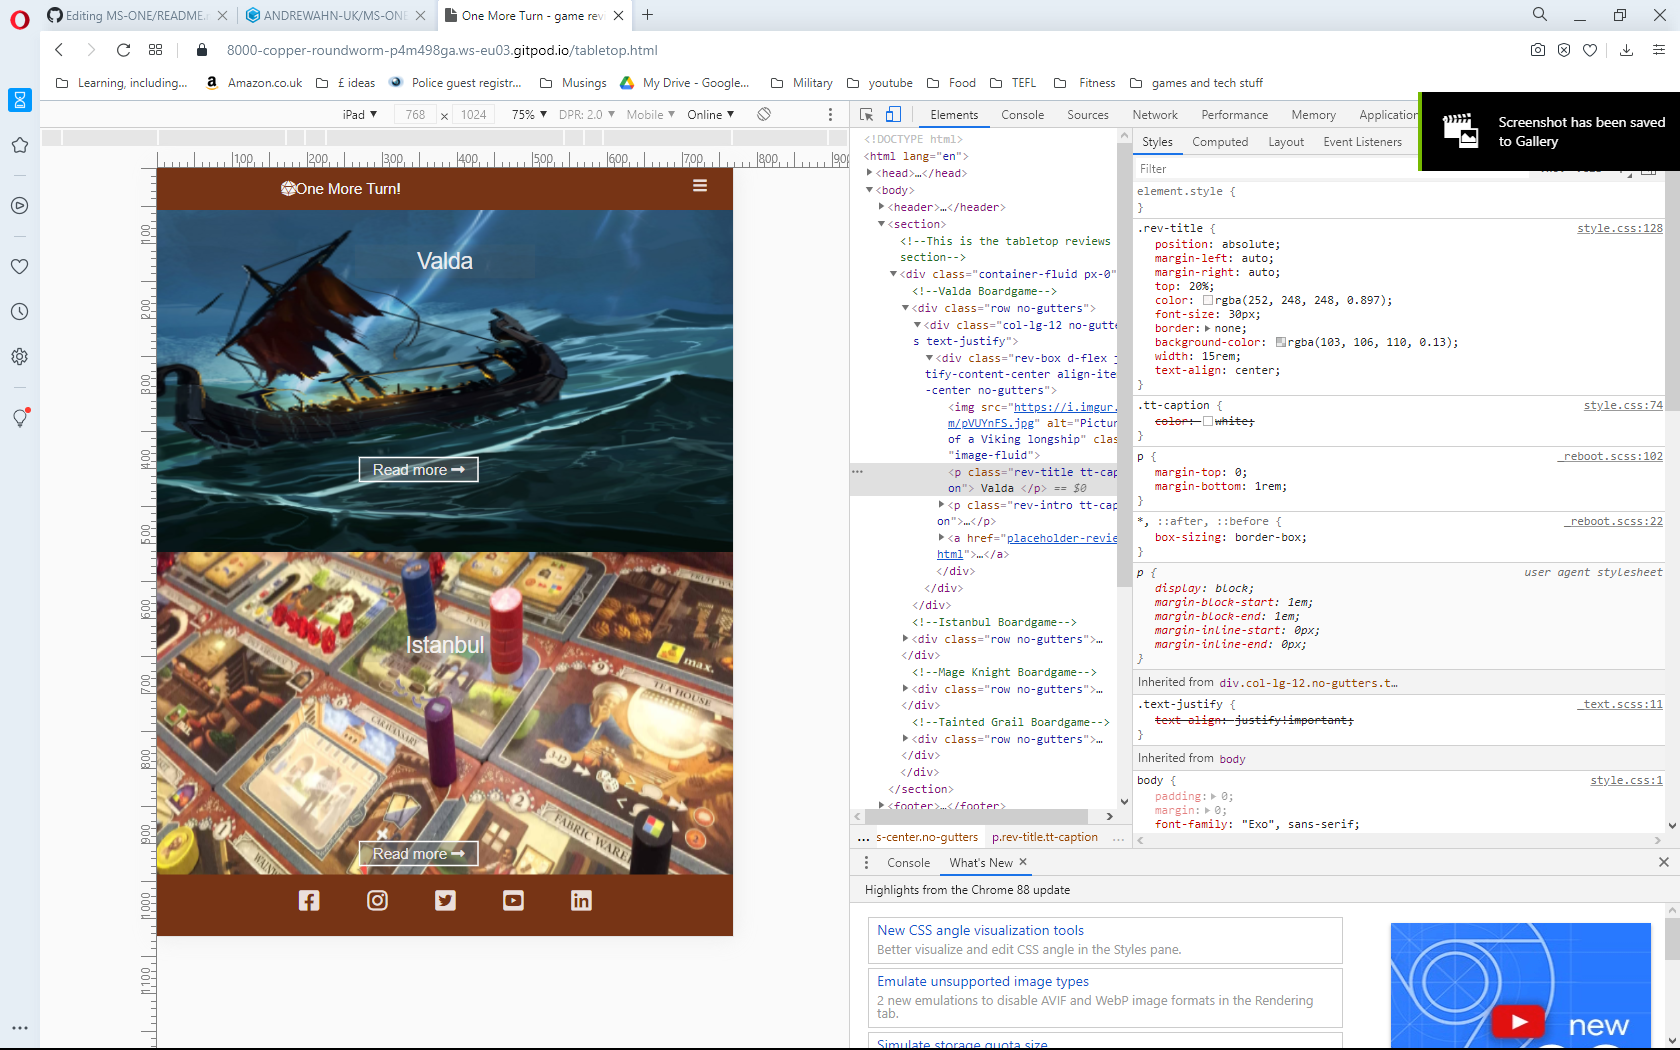 Editing MS-ONE/README.
ANDREWAHN-UK/MS-ONE
One More Turn - game rev
8000-copper-roundworm-p4m498ga.ws-eu03.gitpod.io/tabletop.html
Learning, including...
Amazon.co.uk
£ ideas
Police guest registr...
Musings
My Drive - Google...
Military
youtube
Food
TEFL
Fitness
games and tech stuff
iPad ▼ 768 × 1024 75% ▼ DPR: 2.0 ▼ Mobile ▼ Online ▼
Elements Console Sources Network Performance Memory Application
Screenshot has been saved
to Gallery
100 200 300 400 500 600 700 800 900
100
200
300
400
500
600
700
800
900
1000
1100
One More Turn!
Valda
Read more
Istanbul
TEA HOUSE
max.
FABRIC WARE
Read more
<!DOCTYPE html>
<html lang="en">
<head>…</head>
<body>
<header>…</header>
<section>
<!--This is the tabletop reviews
section-->
<div class="container-fluid px-0"
<!--Valda Boardgame-->
<div class="row no-gutters">
<div class="col-lg-12 no-gutte
s text-justify">
<div class="rev-box d-flex j
tify-content-center align-ite
-center no-gutters">
<img src="https://i.imgur.
m/pVUYnFS.jpg" alt="Pictur
of a Viking longship" clas
"image-fluid">
<p class="rev-title tt-cap
on"> Valda </p> == $0
<p class="rev-intro tt-cap
on">…</p>
<a href="placeholder-revie
html">…</a>
</div>
</div>
</div>
<!--Istanbul Boardgame-->
<div class="row no-gutters">…
</div>
<!--Mage Knight Boardgame-->
<div class="row no-gutters">…
</div>
<!--Tainted Grail Boardgame-->
<div class="row no-gutters">…
</div>
</div>
</section>
<footer>…</footer>
... s-center.no-gutters p.rev-title.tt-caption ...
Styles Computed Layout Event Listeners
Filter
element.style {
}
.rev-title { style.css:128
position: absolute;
margin-left: auto;
margin-right: auto;
top: 20%;
color: rgba(252, 248, 248, 0.897);
font-size: 30px;
border: none;
background-color: rgba(103, 106, 110, 0.13);
width: 15rem;
text-align: center;
}
.tt-caption { style.css:74
color: white;
}
p { _reboot.scss:102
margin-top: 0;
margin-bottom: 1rem;
}
*, ::after, ::before { _reboot.scss:22
box-sizing: border-box;
}
p { user agent stylesheet
display: block;
margin-block-start: 1em;
margin-block-end: 1em;
margin-inline-start: 0px;
margin-inline-end: 0px;
}
Inherited from div.col-lg-12.no-gutters.t…
.text-justify { _text.scss:11
text-align: justify!important;
}
Inherited from body
body { style.css:1
padding: 0;
margin: 0;
font-family: "Exo", sans-serif;
Console What's New
Highlights from the Chrome 88 update
New CSS angle visualization tools
Better visualize and edit CSS angle in the Styles pane.
Emulate unsupported image types
2 new emulations to disable AVIF and WebP image formats in the Rendering
tab.
Simulate storage quota size
new